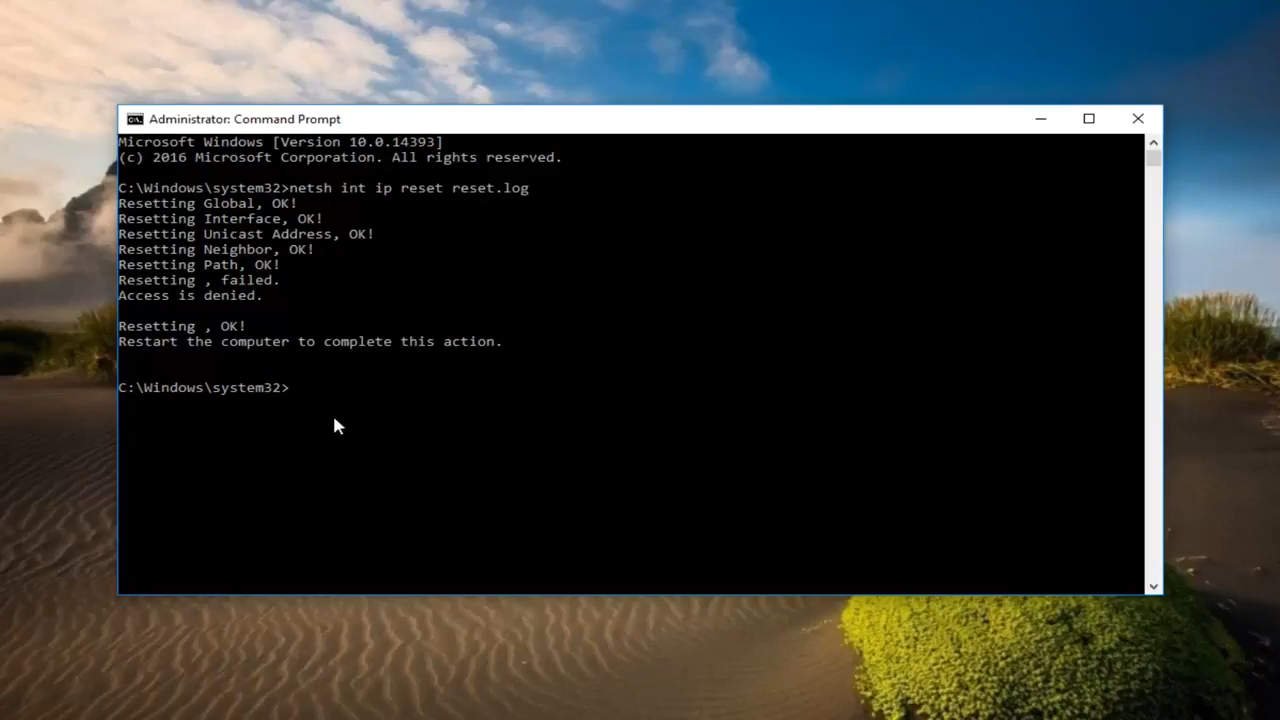 Administrator: Command Prompt
Microsoft Windows [Version 10.0.14393]
(c) 2016 Microsoft Corporation. All rights reserved.
C:\Windows\system32>netsh int ip reset reset.log
Resetting Global, OK!
Resetting Interface, OK!
Resetting Unicast Address, OK!
Resetting Neighbor, OK!
Resetting Path, OK!
Resetting , failed.
Access is denied.
Resetting , OK!
Restart the computer to complete this action.
C:\Windows\system32>